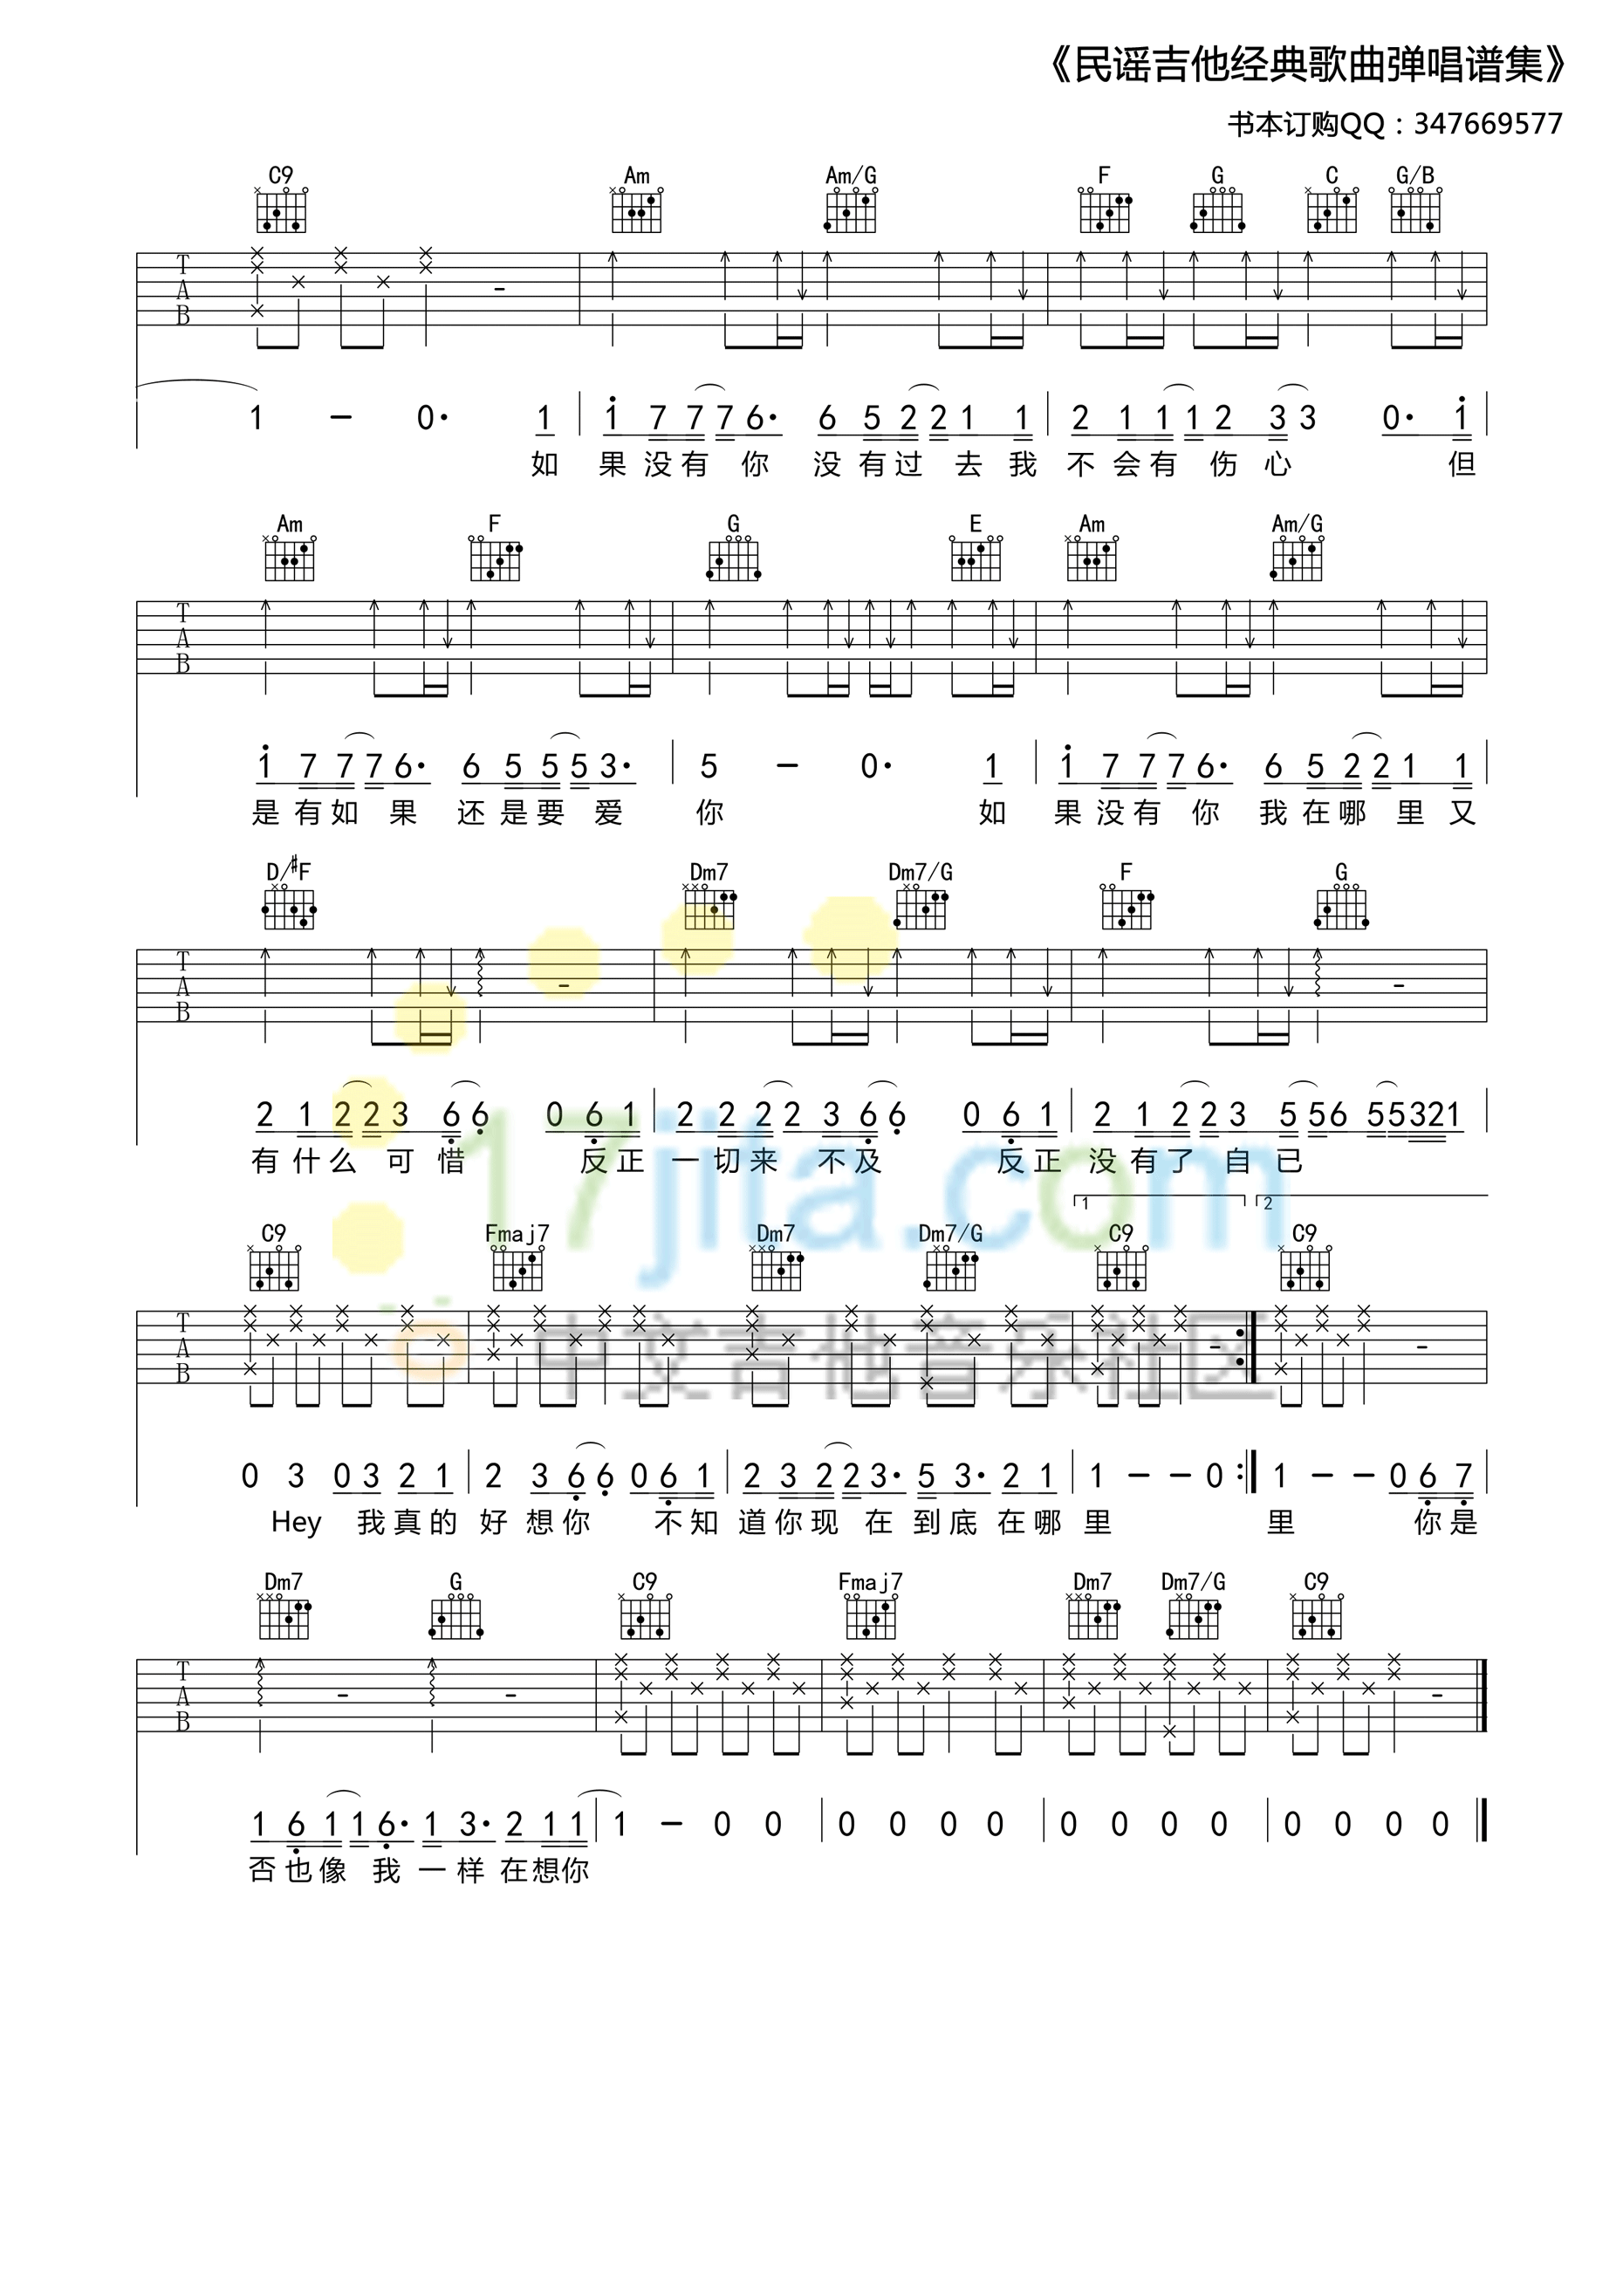 《民谣吉他经典歌曲弹唱谱集》
书本订购QQ：347669577
C9 Am Am/G F G C G/B
T
A
B
1 － 0· 1 | i 7 7 7 6· 6 5 2 2 1 1 | 2 1 1 1 2 3 3 0· i |
如 果 没 有 你 没 有 过 去 我 不 会 有 伤 心 但
Am F G E Am Am/G
T
A
B
i 7 7 7 6· 6 5 5 5 3· | 5 － 0· 1 | i 7 7 7 6· 6 5 2 2 1 1 |
是 有 如 果 还 是 要 爱 你 如 果 没 有 你 我 在 哪 里 又
D/#F Dm7 Dm7/G F G
T
A
B
2 1 2 2 3 6 6 0 6 1 | 2 2 2 2 3 6 6 0 6 1 | 2 1 2 2 3 5 5 6 5 5 3 2 1 |
有 什 么 可 惜 反 正 一 切 来 不 及 反 正 没 有 了 自 已
17jita.com
1 2
C9 Fmaj7 Dm7 Dm7/G C9 C9
T
A
B
中文吉他音乐社区
0 3 0 3 2 1 | 2 3 6 6 0 6 1 | 2 3 2 2 3· 5 3· 2 1 | 1 － － 0 :| 1 － － 0 6 7 |
Hey 我 真 的 好 想 你 不 知 道 你 现 在 到 底 在 哪 里 里 你 是
Dm7 G C9 Fmaj7 Dm7 Dm7/G C9
T
A
B
1 6 1 1 6· 1 3· 2 1 1 | 1 － 0 0 | 0 0 0 0 | 0 0 0 0 | 0 0 0 0 ‖
否 也 像 我 一 样 在 想 你